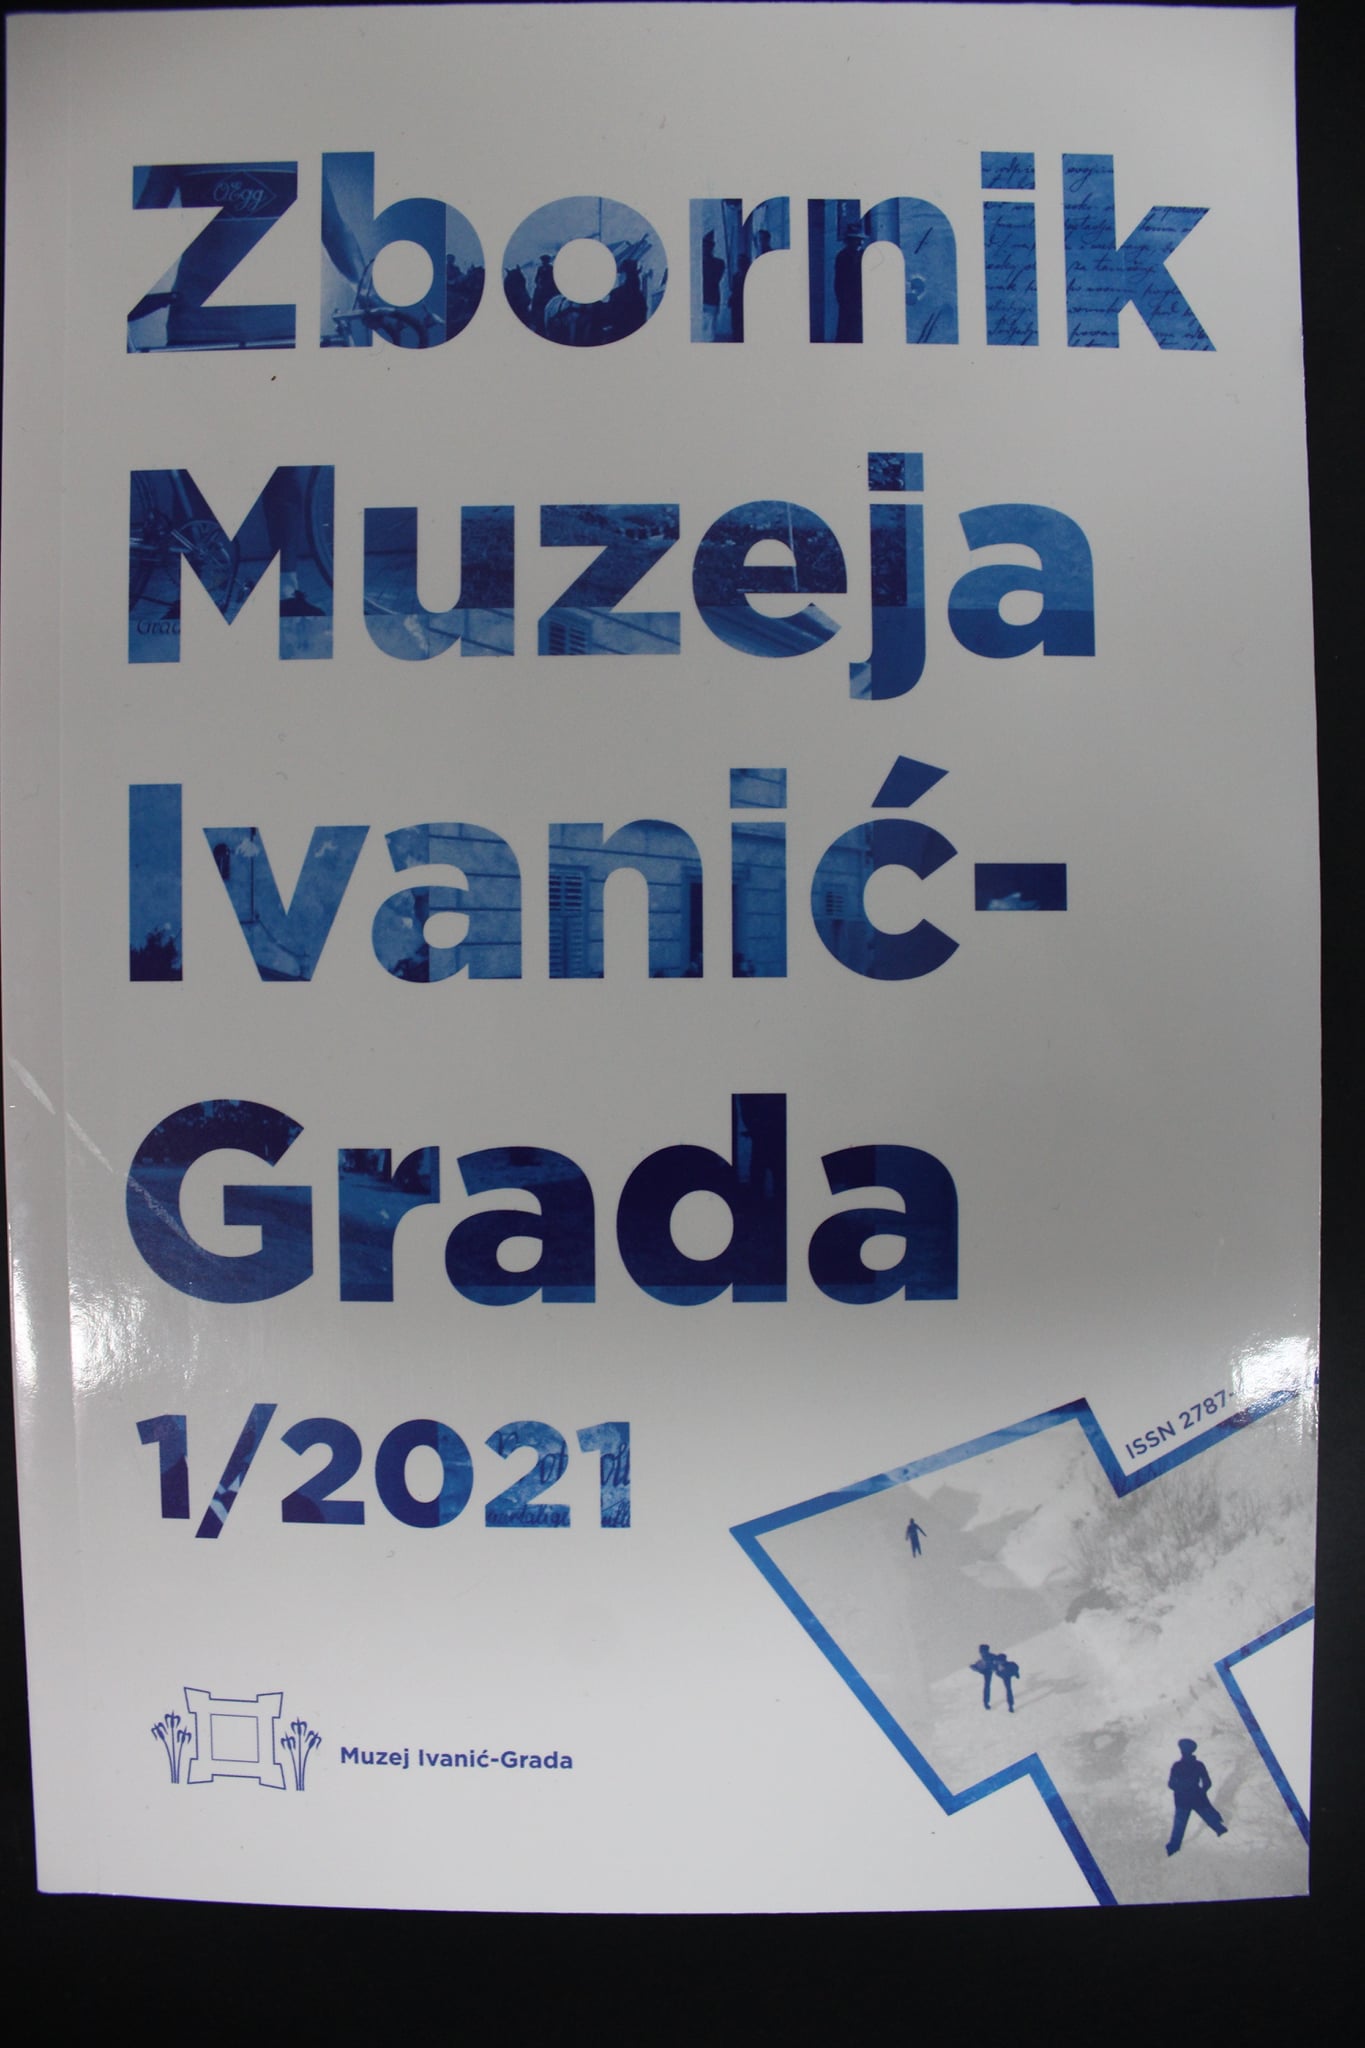 Zbornik
Muzeja
Ivanić-
Grada
1/2021
ISSN 2787-
Muzej Ivanić-Grada